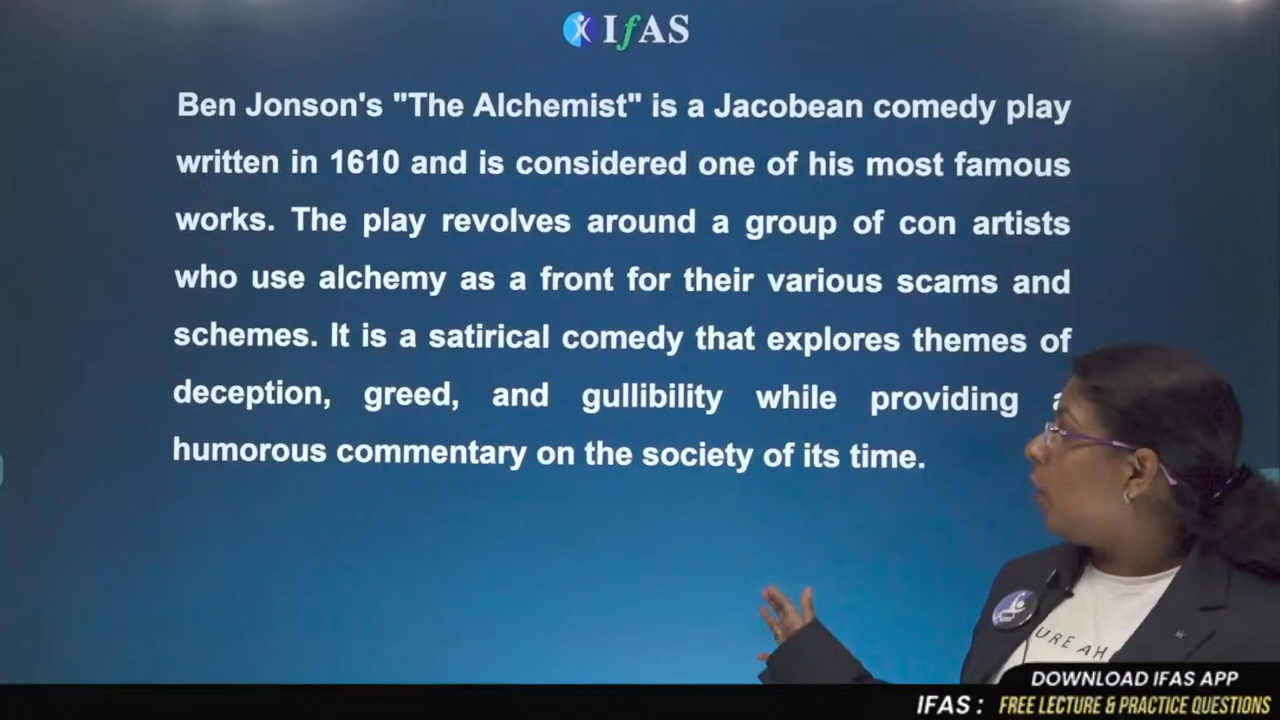 IfAS
Ben Jonson's "The Alchemist" is a Jacobean comedy play
written in 1610 and is considered one of his most famous
works. The play revolves around a group of con artists
who use alchemy as a front for their various scams and
schemes. It is a satirical comedy that explores themes of
deception, greed, and gullibility while providing a
humorous commentary on the society of its time.
URE AH
DOWNLOAD IFAS APP
IFAS : FREE LECTURE & PRACTICE QUESTIONS